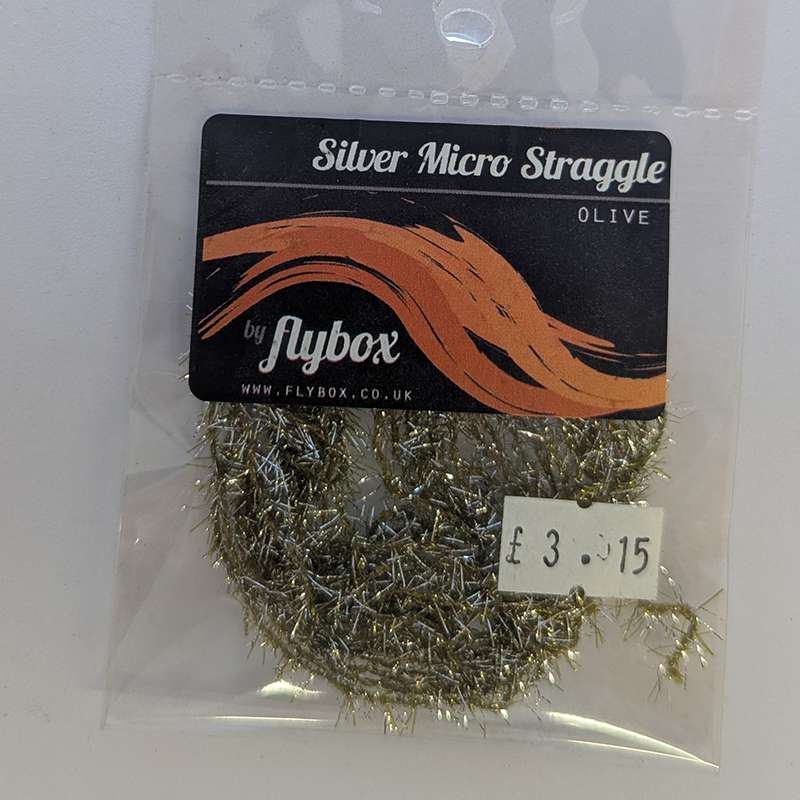 Silver Micro Straggle
OLIVE
by flybox
WWW.FLYBOX.CO.UK
£ 3.15